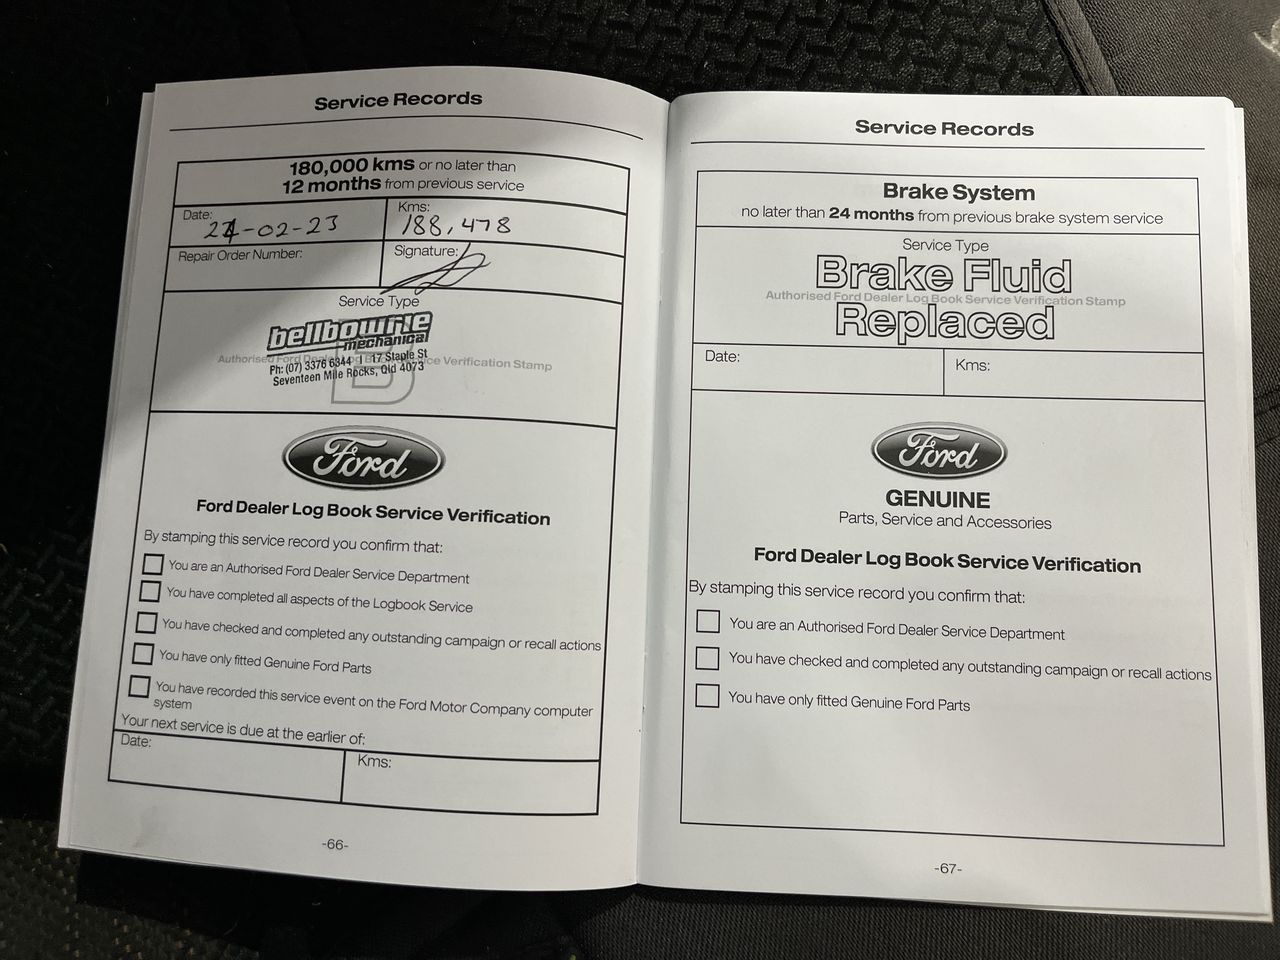 Service Records
180,000 kms or no later than
12 months from previous service
Date:
-02-23
Kms:
188,478
Repair Order Number:
Signature:
Service Type
bellbowrie
mechanical
Authorised Ford Dealer Log Book Service Verification Stamp
Ph: (07) 3376 6344 | 17 Staple St
Seventeen Mile Rocks, Qld 4073
B
Ford
Ford Dealer Log Book Service Verification
By stamping this service record you confirm that:
You are an Authorised Ford Dealer Service Department
You have completed all aspects of the Logbook Service
You have checked and completed any outstanding campaign or recall actions
You have only fitted Genuine Ford Parts
You have recorded this service event on the Ford Motor Company computer
system
Your next service is due at the earlier of:
Date:
Kms:
-66-
Service Records
Brake System
no later than 24 months from previous brake system service
Service Type
Brake Fluid
Authorised Ford Dealer Log Book Service Verification Stamp
Replaced
Date:
Kms:
Ford
GENUINE
Parts, Service and Accessories
Ford Dealer Log Book Service Verification
By stamping this service record you confirm that:
You are an Authorised Ford Dealer Service Department
You have checked and completed any outstanding campaign or recall actions
You have only fitted Genuine Ford Parts
-67-